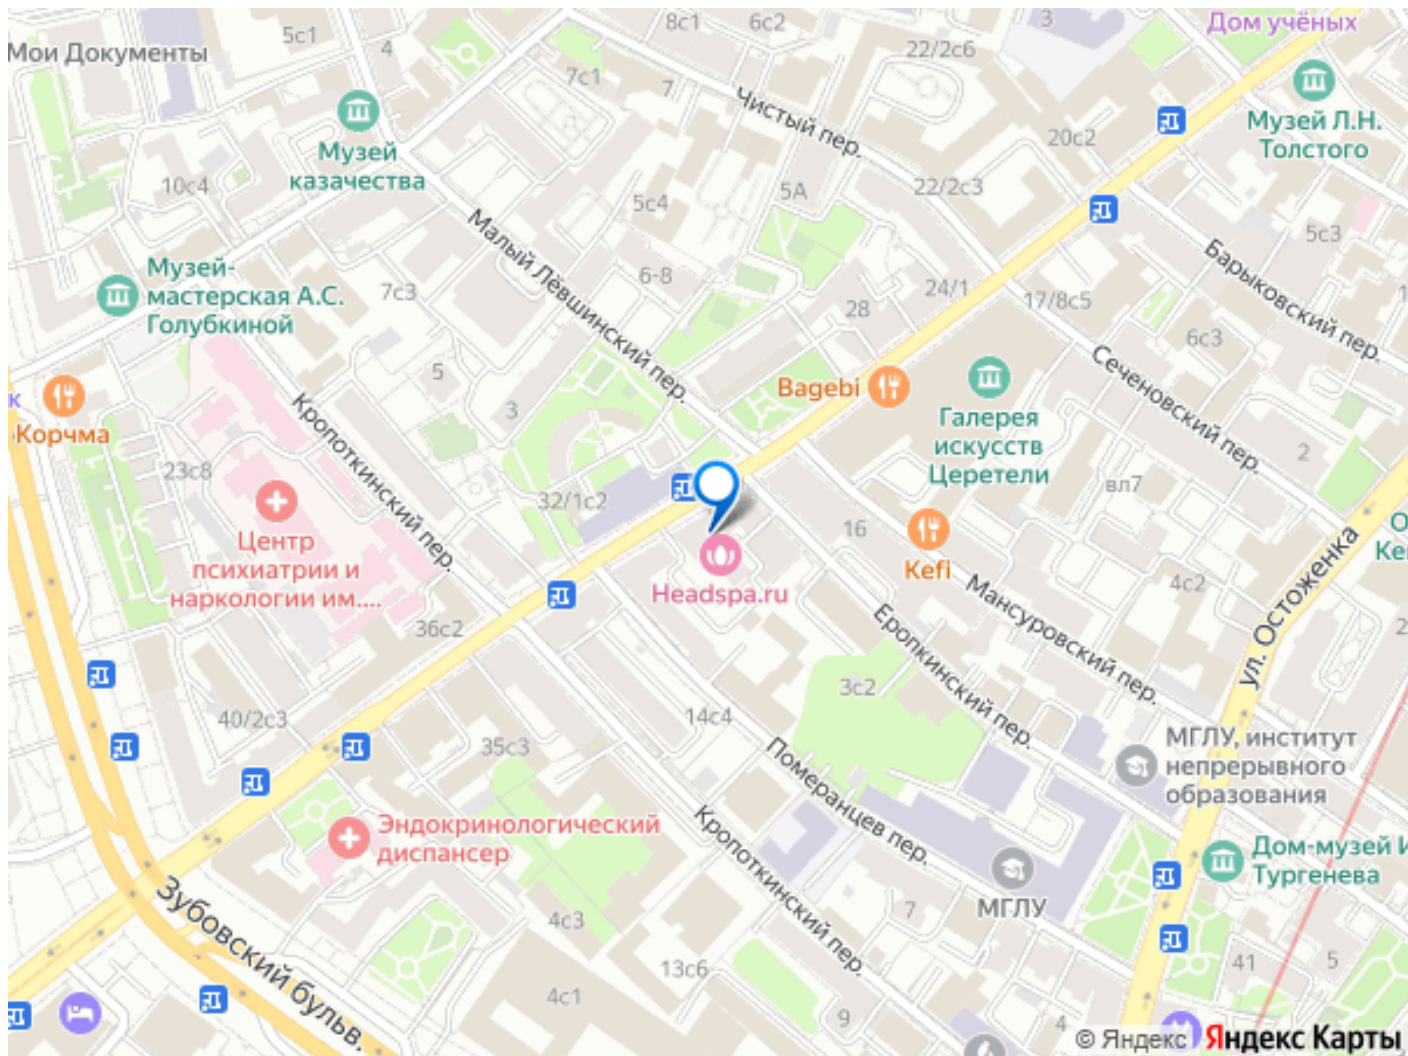 8с1
6с2
3
Дом учёных
5с1
4
22/2с6
Мои Документы
7с1
7
Чистый пер.
Музей Л.Н.
Толстого
20с2
Музей
казачества
10с4
5А
22/2с3
5с4
Малый Лёвшинский пер.
5с3
Барыковский пер.
Музей-
мастерская А.С.
Голубкиной
7с3
6-8
24/1
28
17/8с5
6с3
Сеченовский пер.
5
3
Bagebi
Галерея
искусств
Церетели
к
Корчма
Кропоткинский пер.
23с8
32/1с2
2
вл7
16
Kefi
ул. Остоженка
Центр
психиатрии и
наркологии им....
Headspa.ru
Мансуровский пер.
4с2
О
Ке
2
36с2
Еропкинский пер.
3с2
40/2с3
14с4
35с3
Померанцев пер.
МГЛУ, институт
непрерывного
образования
Эндокринологический
диспансер
Кропоткинский пер.
Дом-музей И
Тургенева
МГЛУ
7
Зубовский бульв.
4с3
13с6
4с1
9
4
41
5
© Яндекс Яндекс Карты